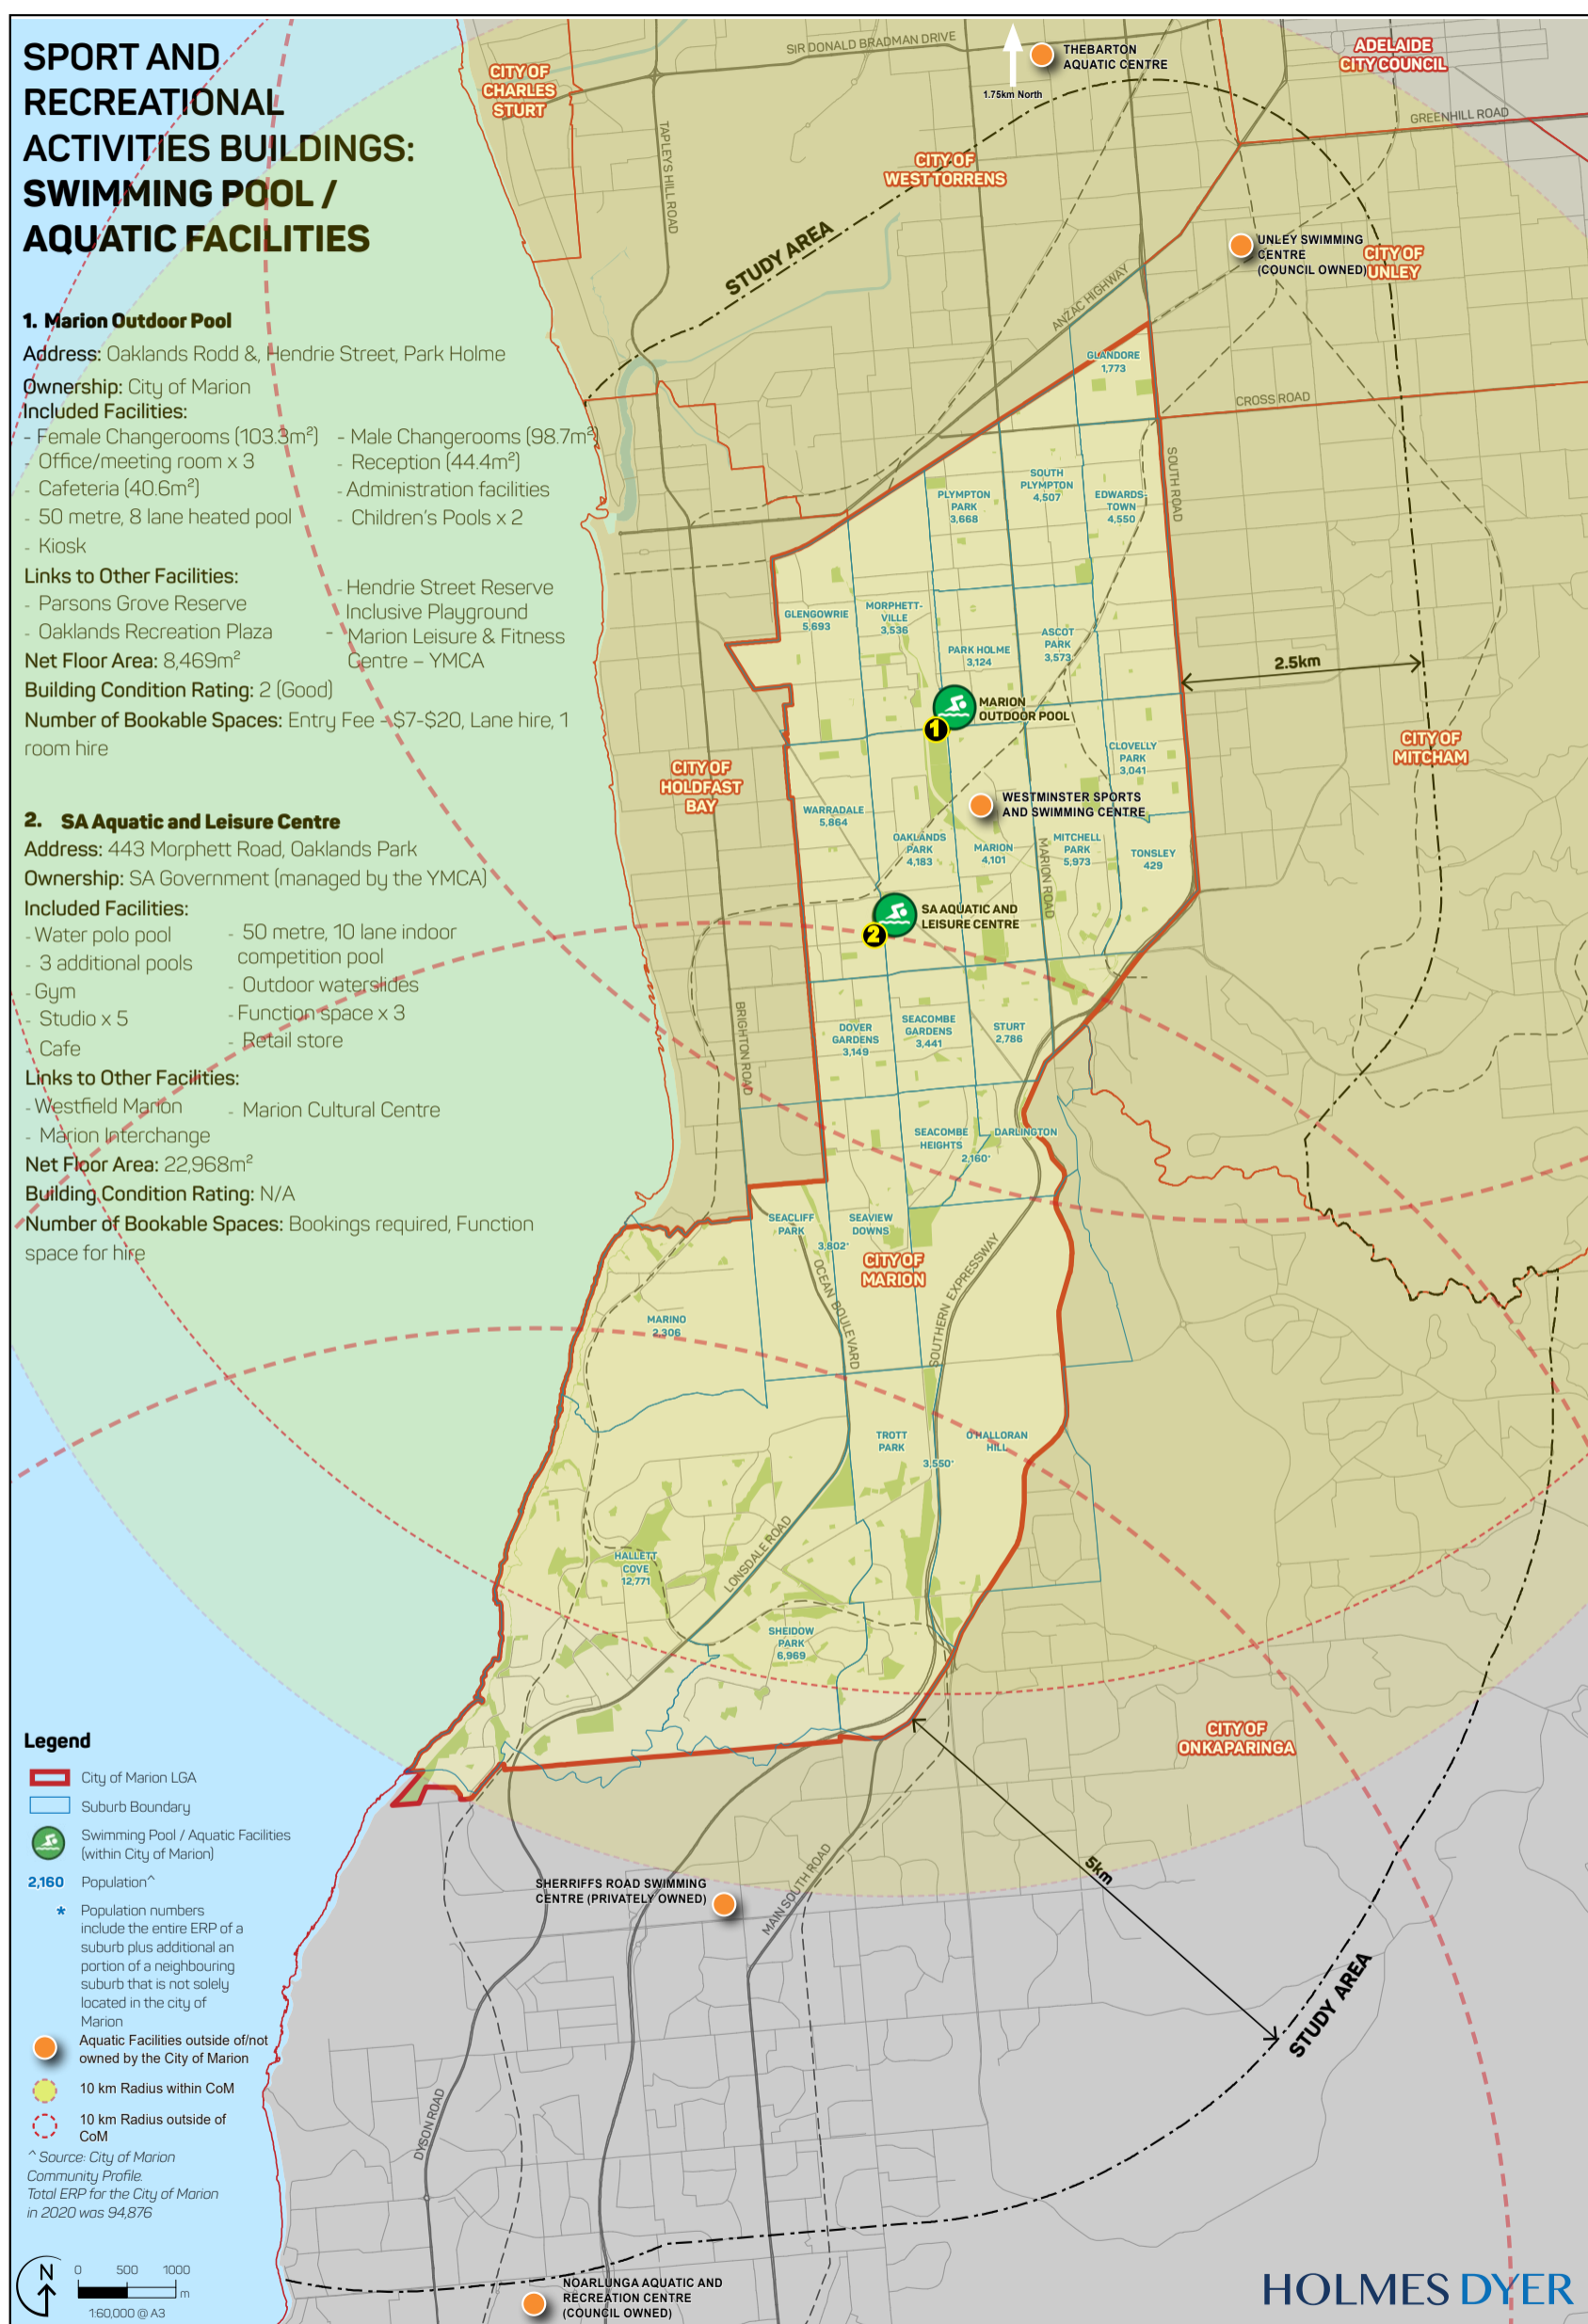 SPORT AND
RECREATIONAL
ACTIVITIES BUILDINGS:
SWIMMING POOL /
AQUATIC FACILITIES
1. Marion Outdoor Pool
Address: Oaklands Rodd &, Hendrie Street, Park Holme
Ownership: City of Marion
Included Facilities:
- Female Changerooms (103.3m²)
- Male Changerooms (98.7m²)
- Office/meeting room x 3
- Reception (44.4m²)
- Cafeteria (40.6m²)
- Administration facilities
- 50 metre, 8 lane heated pool
- Children's Pools x 2
- Kiosk
Links to Other Facilities:
- Parsons Grove Reserve
- Oaklands Recreation Plaza
- Hendrie Street Reserve
Inclusive Playground
- Marion Leisure & Fitness
Centre – YMCA
Net Floor Area: 8,469m²
Building Condition Rating: 2 (Good)
Number of Bookable Spaces: Entry Fee - $7-$20, Lane hire, 1
room hire
2. SA Aquatic and Leisure Centre
Address: 443 Morphett Road, Oaklands Park
Ownership: SA Government (managed by the YMCA)
Included Facilities:
- Water polo pool
- 3 additional pools
- Gym
- Studio x 5
- Cafe
- 50 metre, 10 lane indoor
competition pool
- Outdoor waterslides
- Function space x 3
- Retail store
Links to Other Facilities:
- Westfield Marion
- Marion Cultural Centre
- Marion Interchange
Net Floor Area: 22,968m²
Building Condition Rating: N/A
Number of Bookable Spaces: Bookings required, Function
space for hire
Legend
City of Marion LGA
Suburb Boundary
Swimming Pool / Aquatic Facilities
(within City of Marion)
2,160 Population^
* Population numbers
include the entire ERP of a
suburb plus additional an
portion of a neighbouring
suburb that is not solely
located in the city of
Marion
Aquatic Facilities outside of/not
owned by the City of Marion
10 km Radius within CoM
10 km Radius outside of
CoM
^ Source: City of Marion
Community Profile.
Total ERP for the City of Marion
in 2020 was 94,876
N
0 500 1000
m
1:60,000 @ A3
CITY OF
CHARLES
STURT
SIR DONALD BRADMAN DRIVE
1.75km North
THEBARTON
AQUATIC CENTRE
ADELAIDE
CITY COUNCIL
GREENHILL ROAD
TAPLEYS HILL ROAD
CITY OF
WEST TORRENS
STUDY AREA
UNLEY SWIMMING
CENTRE
(COUNCIL OWNED)
CITY OF
UNLEY
ANZAC HIGHWAY
GLANDORE
1,773
CROSS ROAD
SOUTH ROAD
SOUTH
PLYMPTON
4,507
PLYMPTON
PARK
3,668
EDWARDS-
TOWN
4,550
GLENGOWRIE
5,693
MORPHETT-
VILLE
3,536
PARK HOLME
3,124
ASCOT
PARK
3,573
2.5km
MARION
OUTDOOR POOL
1
CITY OF
MITCHAM
CLOVELLY
PARK
3,041
CITY OF
HOLDFAST
BAY
WESTMINSTER SPORTS
AND SWIMMING CENTRE
WARRADALE
5,864
OAKLANDS
PARK
4,183
MARION
4,101
MARION ROAD
MITCHELL
PARK
5,973
TONSLEY
429
SA AQUATIC AND
LEISURE CENTRE
2
BRIGHTON ROAD
DOVER
GARDENS
3,149
SEACOMBE
GARDENS
3,441
STURT
2,786
SEACOMBE
HEIGHTS
DARLINGTON
2,160*
SEACLIFF
PARK
SEAVIEW
DOWNS
3,802*
CITY OF
MARION
OCEAN BOULEVARD
SOUTHERN EXPRESSWAY
MARINO
2,306
TROTT
PARK
O'HALLORAN
HILL
3,550*
HALLETT
COVE
12,771
LONSDALE ROAD
SHEIDOW
PARK
6,969
CITY OF
ONKAPARINGA
SHERRIFFS ROAD SWIMMING
CENTRE (PRIVATELY OWNED)
MAIN SOUTH ROAD
5km
STUDY AREA
DYSON ROAD
NOARLUNGA AQUATIC AND
RECREATION CENTRE
(COUNCIL OWNED)
HOLMES DYER